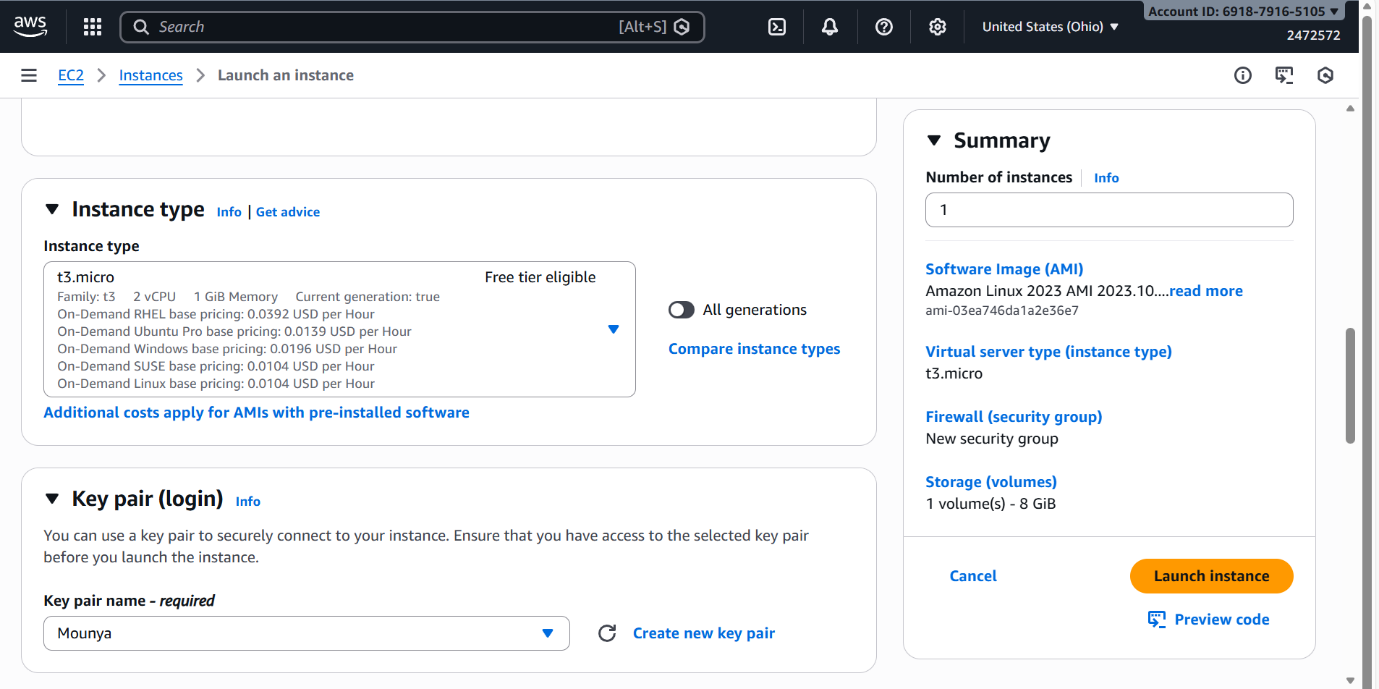 aws
Search
[Alt+S]
United States (Ohio)
Account ID: 6918-7916-5105
2472572
EC2
Instances
Launch an instance
Instance type
Info
Get advice
Instance type
t3.micro
Free tier eligible
Family: t3 2 vCPU 1 GiB Memory Current generation: true
On-Demand RHEL base pricing: 0.0392 USD per Hour
On-Demand Ubuntu Pro base pricing: 0.0139 USD per Hour
On-Demand Windows base pricing: 0.0196 USD per Hour
On-Demand SUSE base pricing: 0.0104 USD per Hour
On-Demand Linux base pricing: 0.0104 USD per Hour
All generations
Compare instance types
Additional costs apply for AMIs with pre-installed software
Key pair (login)
Info
You can use a key pair to securely connect to your instance. Ensure that you have access to the selected key pair
before you launch the instance.
Key pair name - required
Mounya
Create new key pair
Summary
Number of instances
Info
1
Software Image (AMI)
Amazon Linux 2023 AMI 2023.10....read more
ami-03ea746da1a2e36e7
Virtual server type (instance type)
t3.micro
Firewall (security group)
New security group
Storage (volumes)
1 volume(s) - 8 GiB
Cancel
Launch instance
Preview code